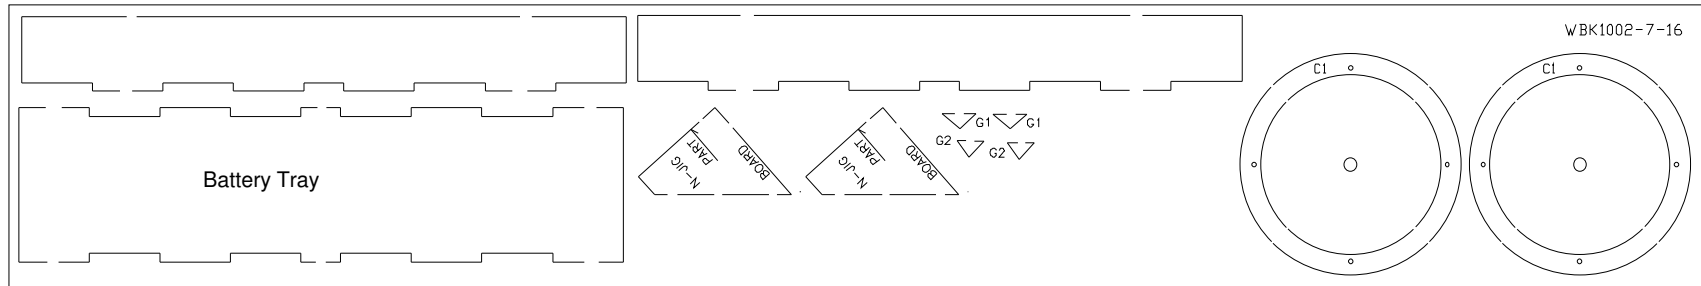 WBK1002-7-16
C1
C1
G1
G1
G2
G2
BOARD
PART
N-JIG
BOARD
PART
N-JIG
Battery Tray